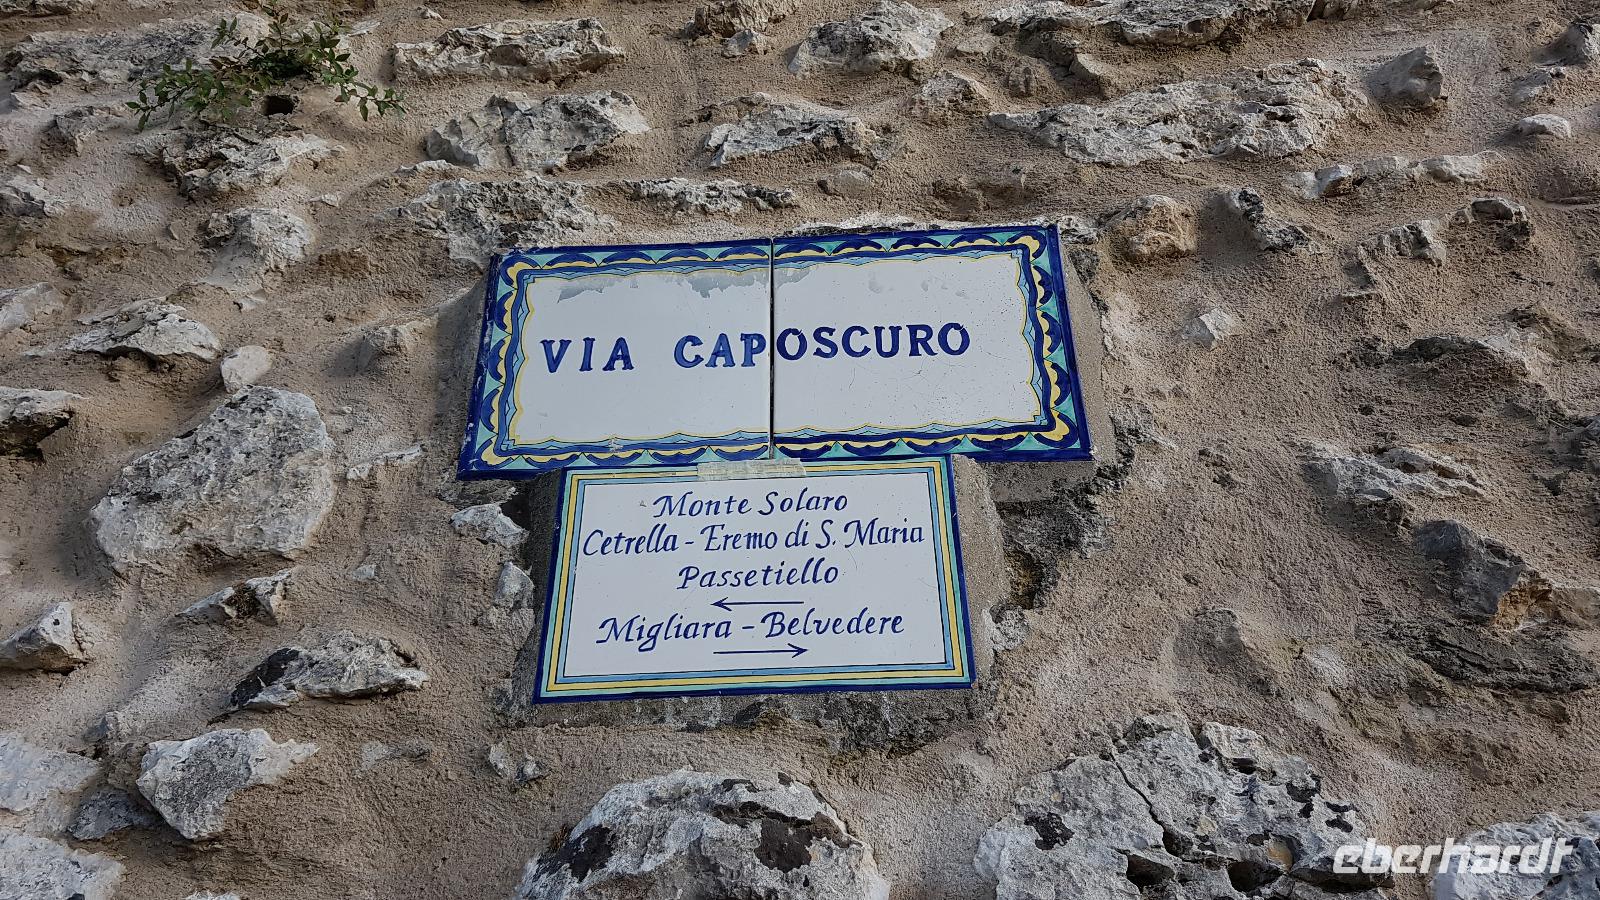 VIA CAPOSCURO
Monte Solaro
Cetrella - Eremo di S. Maria
Passetiello
←
Migliara - Belvedere
→
eberhardt